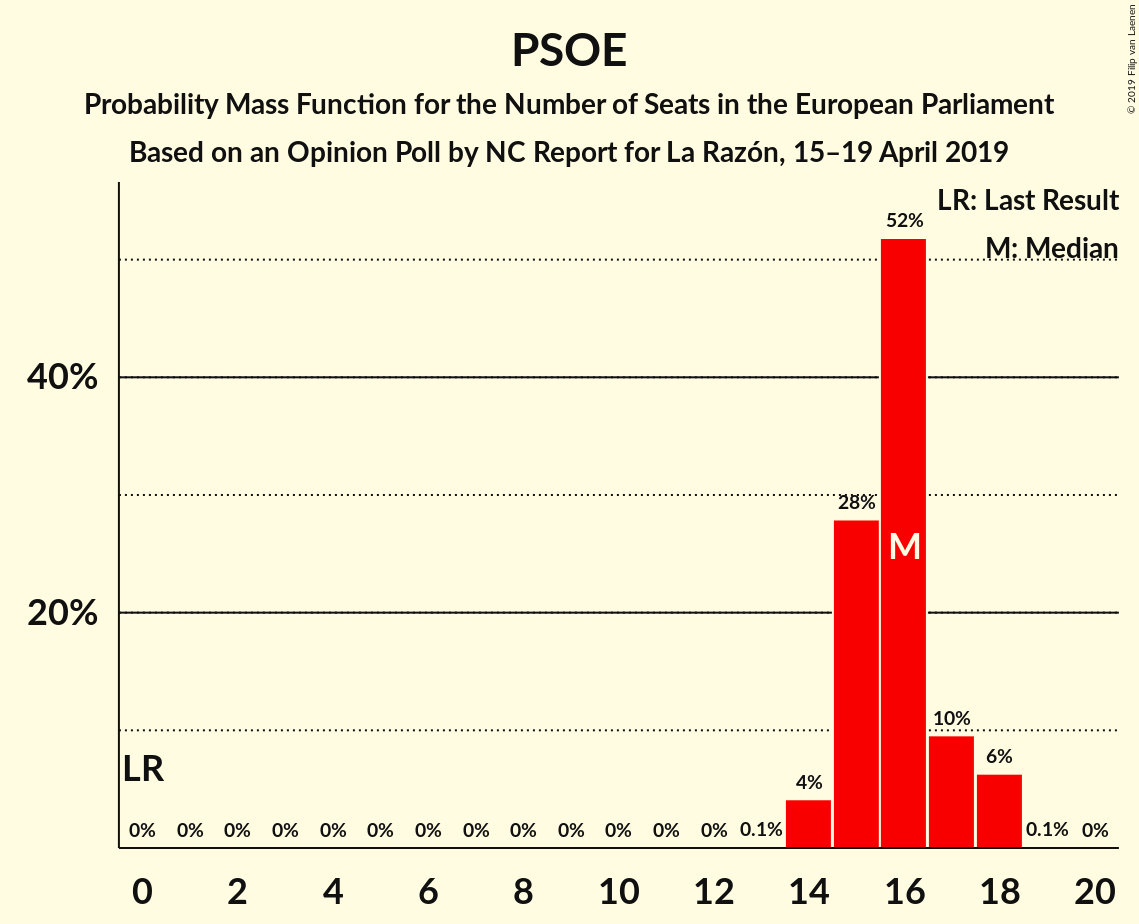 PSOE
Probability Mass Function for the Number of Seats in the European Parliament
Based on an Opinion Poll by NC Report for La Razón, 15–19 April 2019
© 2019 Filip van Laenen
LR: Last Result
M: Median
52%
40%
28%
M
20%
10%
LR
6%
4%
0% 0% 0% 0% 0% 0% 0% 0% 0% 0% 0% 0% 0% 0.1% 0.1% 0%
0 2 4 6 8 10 12 14 16 18 20